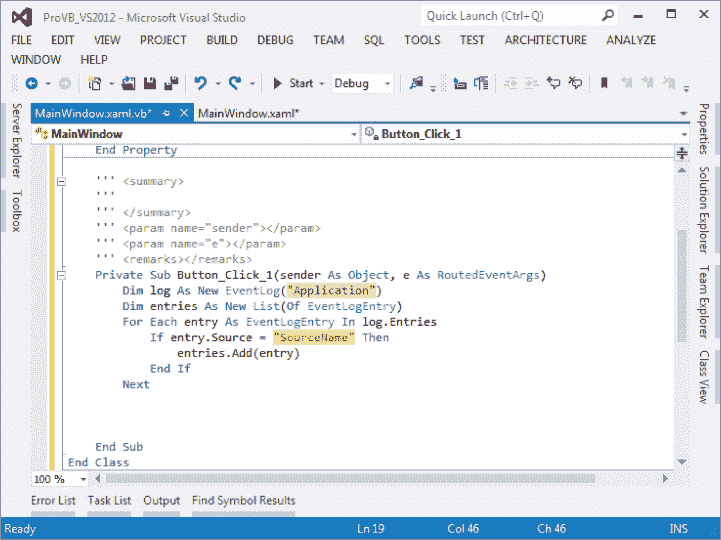 ProVB_VS2012 - Microsoft Visual Studio
Quick Launch (Ctrl+Q)
FILE EDIT VIEW PROJECT BUILD DEBUG TEAM SQL TOOLS TEST ARCHITECTURE ANALYZE
WINDOW HELP
Start Debug
MainWindow.xaml.vb* MainWindow.xaml*
MainWindow Button_Click_1
Server Explorer
Toolbox
End Property
''' <summary>
'''
''' </summary>
''' <param name="sender"></param>
''' <param name="e"></param>
''' <remarks></remarks>
Private Sub Button_Click_1(sender As Object, e As RoutedEventArgs)
Dim log As New EventLog("Application")
Dim entries As New List(Of EventLogEntry)
For Each entry As EventLogEntry In log.Entries
If entry.Source = "SourceName" Then
entries.Add(entry)
End If
Next
End Sub
End Class
Properties
Solution Explorer
Team Explorer
Class View
100 %
Error List Task List Output Find Symbol Results
Ready Ln 19 Col 46 Ch 46 INS